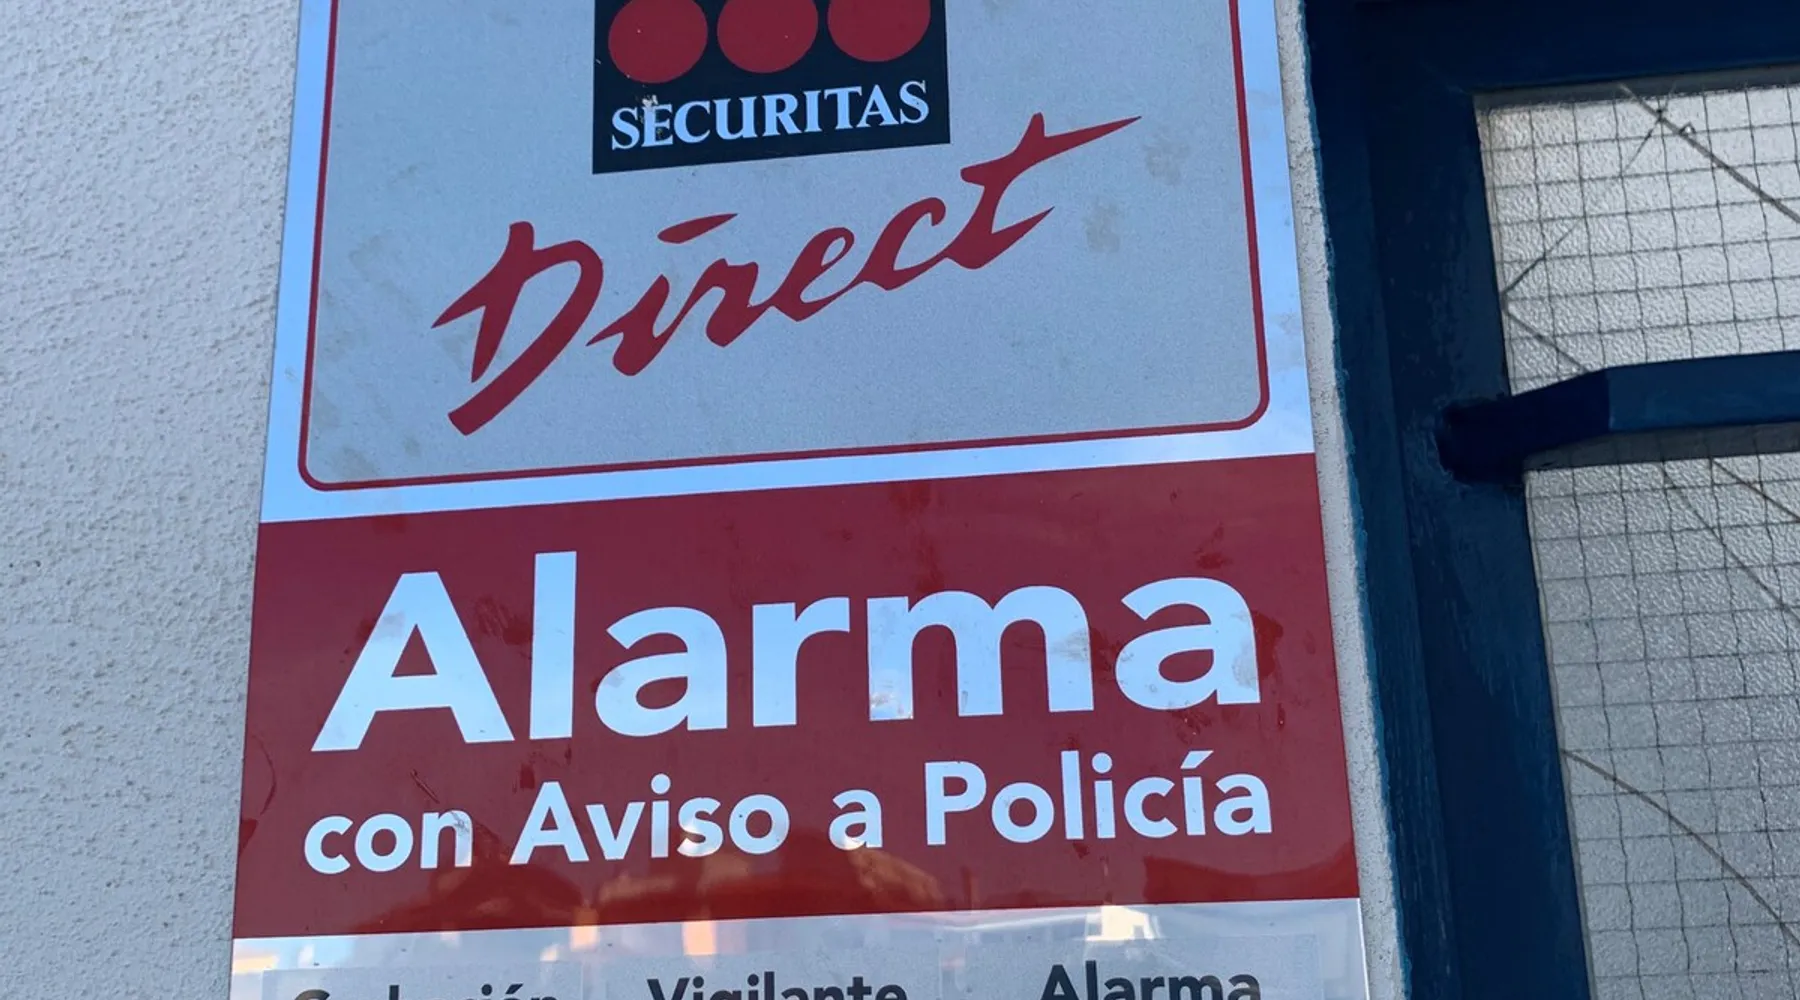 SECURITAS
Direct
Alarma
con Aviso a Policía
Vigilante Alarma